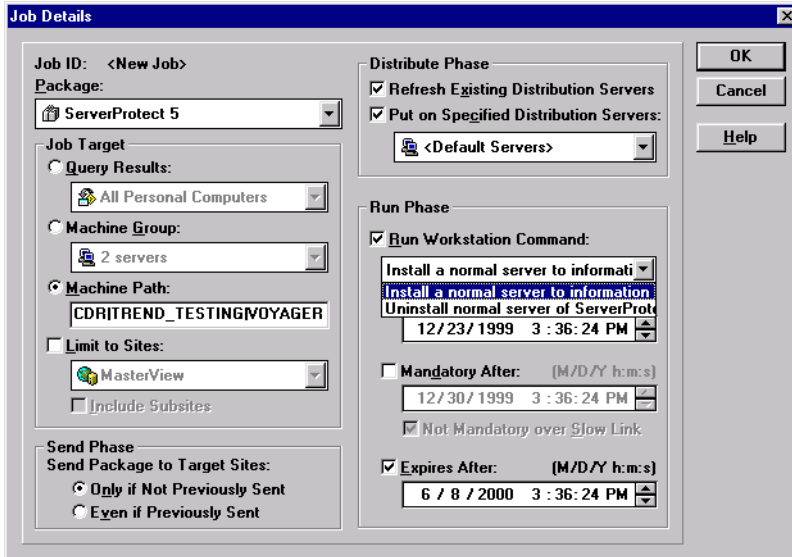 Job Details
Job ID: <New Job>
Package:
ServerProtect 5
Job Target
Query Results:
All Personal Computers
Machine Group:
2 servers
Machine Path:
CDR|TREND_TESTING|VOYAGER
Limit to Sites:
MasterView
Include Subsites
Send Phase
Send Package to Target Sites:
Only if Not Previously Sent
Even if Previously Sent
Distribute Phase
Refresh Existing Distribution Servers
Put on Specified Distribution Servers:
<Default Servers>
Run Phase
Run Workstation Command:
Install a normal server to informati
Install a normal server to information
Uninstall normal server of ServerProte
12/23/1999 3 : 36: 24 PM
Mandatory After: (M/D/Y h:m:s)
12/30/1999 3 : 36: 24 PM
Not Mandatory over Slow Link
Expires After: (M/D/Y h:m:s)
6 / 8 / 2000 3 : 36: 24 PM
OK
Cancel
Help